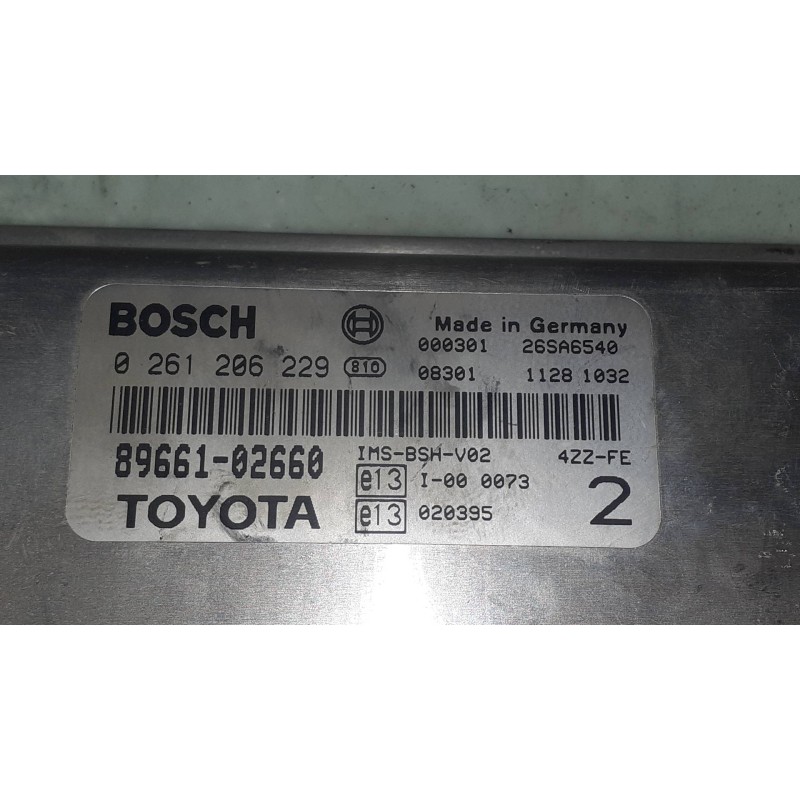 BOSCH
Made in Germany
000301 26SA6540
0 261 206 229 810
08301 1128 1032
89661-02660
IMS-BSH-V02 4ZZ-FE
e13 I-00 0073
TOYOTA
e13 020395
2